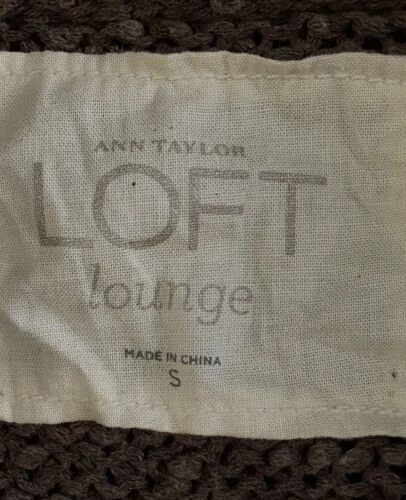 ANN TAYLOR
LOFT
lounge
MADE IN CHINA
S